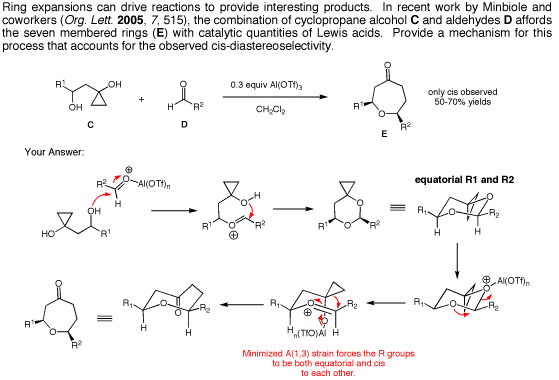 Ring expansions can drive reactions to provide interesting products. In recent work by Minbiole and
coworkers (Org. Lett. 2005, 7, 515), the combination of cyclopropane alcohol C and aldehydes D affords
the seven membered rings (E) with catalytic quantities of Lewis acids. Provide a mechanism for this
process that accounts for the observed cis-diastereoselectivity.
R1 OH
OH
C
+
O
H R2
D
0.3 equiv Al(OTf)3
CH2Cl2
O
R1 O R2
E
only cis observed
50-70% yields
Your Answer:
R2 O ⊕ Al(OTf)n
H
OH
HO R1
O H
R1 O R2
⊕
O
R1 O R2
equatorial R1 and R2
R1 O O R2
H H
⊕ Al(OTf)n
O
R1 O R2
H H
R1 O ⊕ R2
O
H n(TfO)Al H
R1 O O R2
H H
O
R1 O R2
Minimized A(1,3) strain forces the R groups
to be both equatorial and cis
to each other.